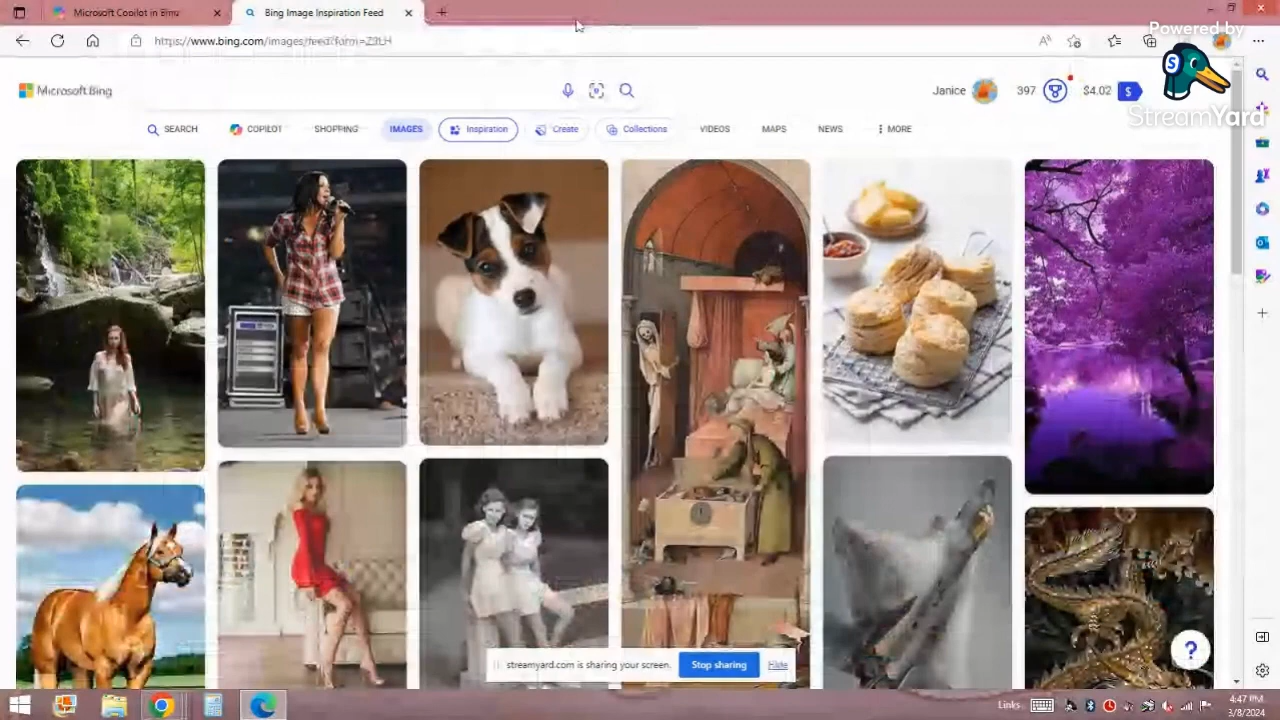 Microsoft Copilot in Bing
Bing Image Inspiration Feed
https://www.bing.com/images/feed?form=Z9LH
Powered by
StreamYard
Microsoft Bing
Janice
397
$4.02
SEARCH
COPILOT
SHOPPING
IMAGES
Inspiration
Create
Collections
VIDEOS
MAPS
NEWS
MORE
streamyard.com is sharing your screen.
Stop sharing
Hide
Links
4:47 PM
3/8/2024